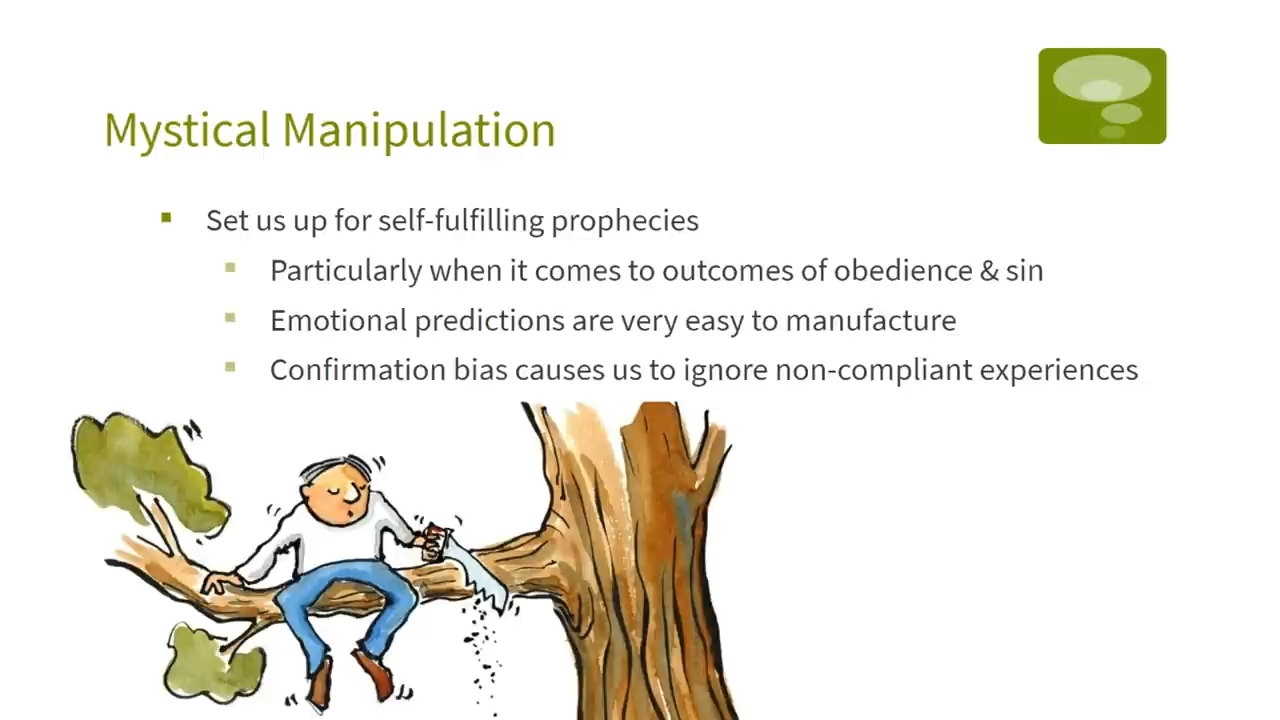 Mystical Manipulation
Set us up for self-fulfilling prophecies
Particularly when it comes to outcomes of obedience & sin
Emotional predictions are very easy to manufacture
Confirmation bias causes us to ignore non-compliant experiences